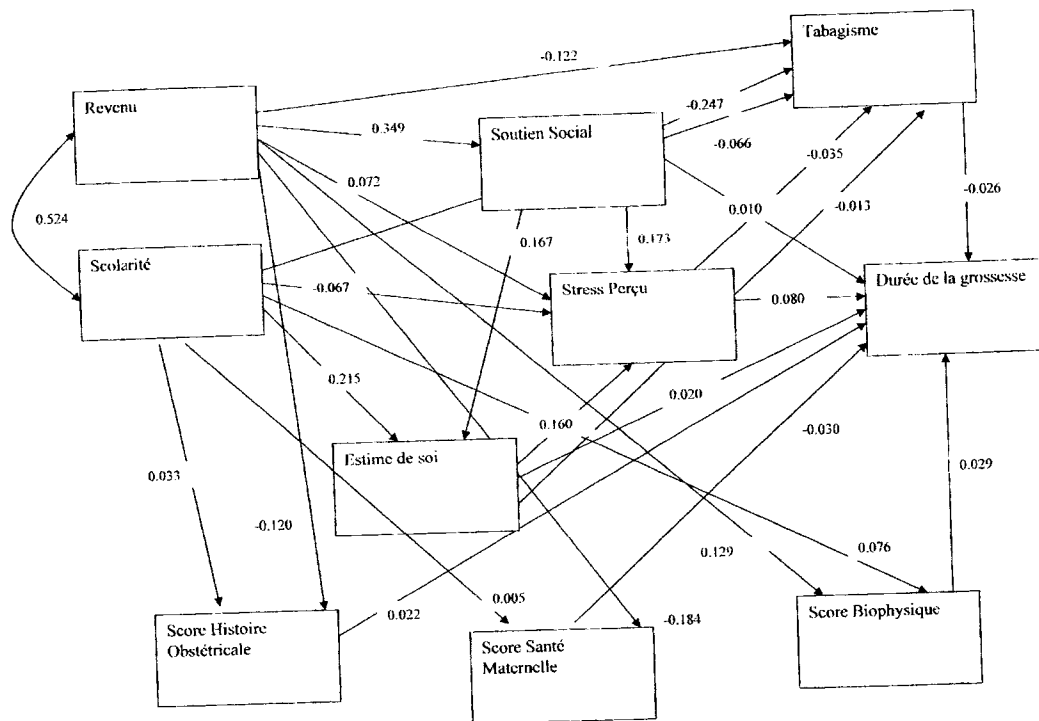 Tabagisme
-0.122
Revenu
0.349
Soutien Social
-0.247
-0.066
-0.035
0.072
-0.013
-0.026
0.524
0.010
0.167
0.173
Scolarité
-0.067
Stress Perçu
0.080
Durée de la grossesse
0.215
0.020
0.160
-0.030
Estime de soi
0.033
0.029
-0.120
0.129
0.076
0.005
0.022
-0.184
Score Histoire
Obstétricale
Score Santé
Maternelle
Score Biophysique